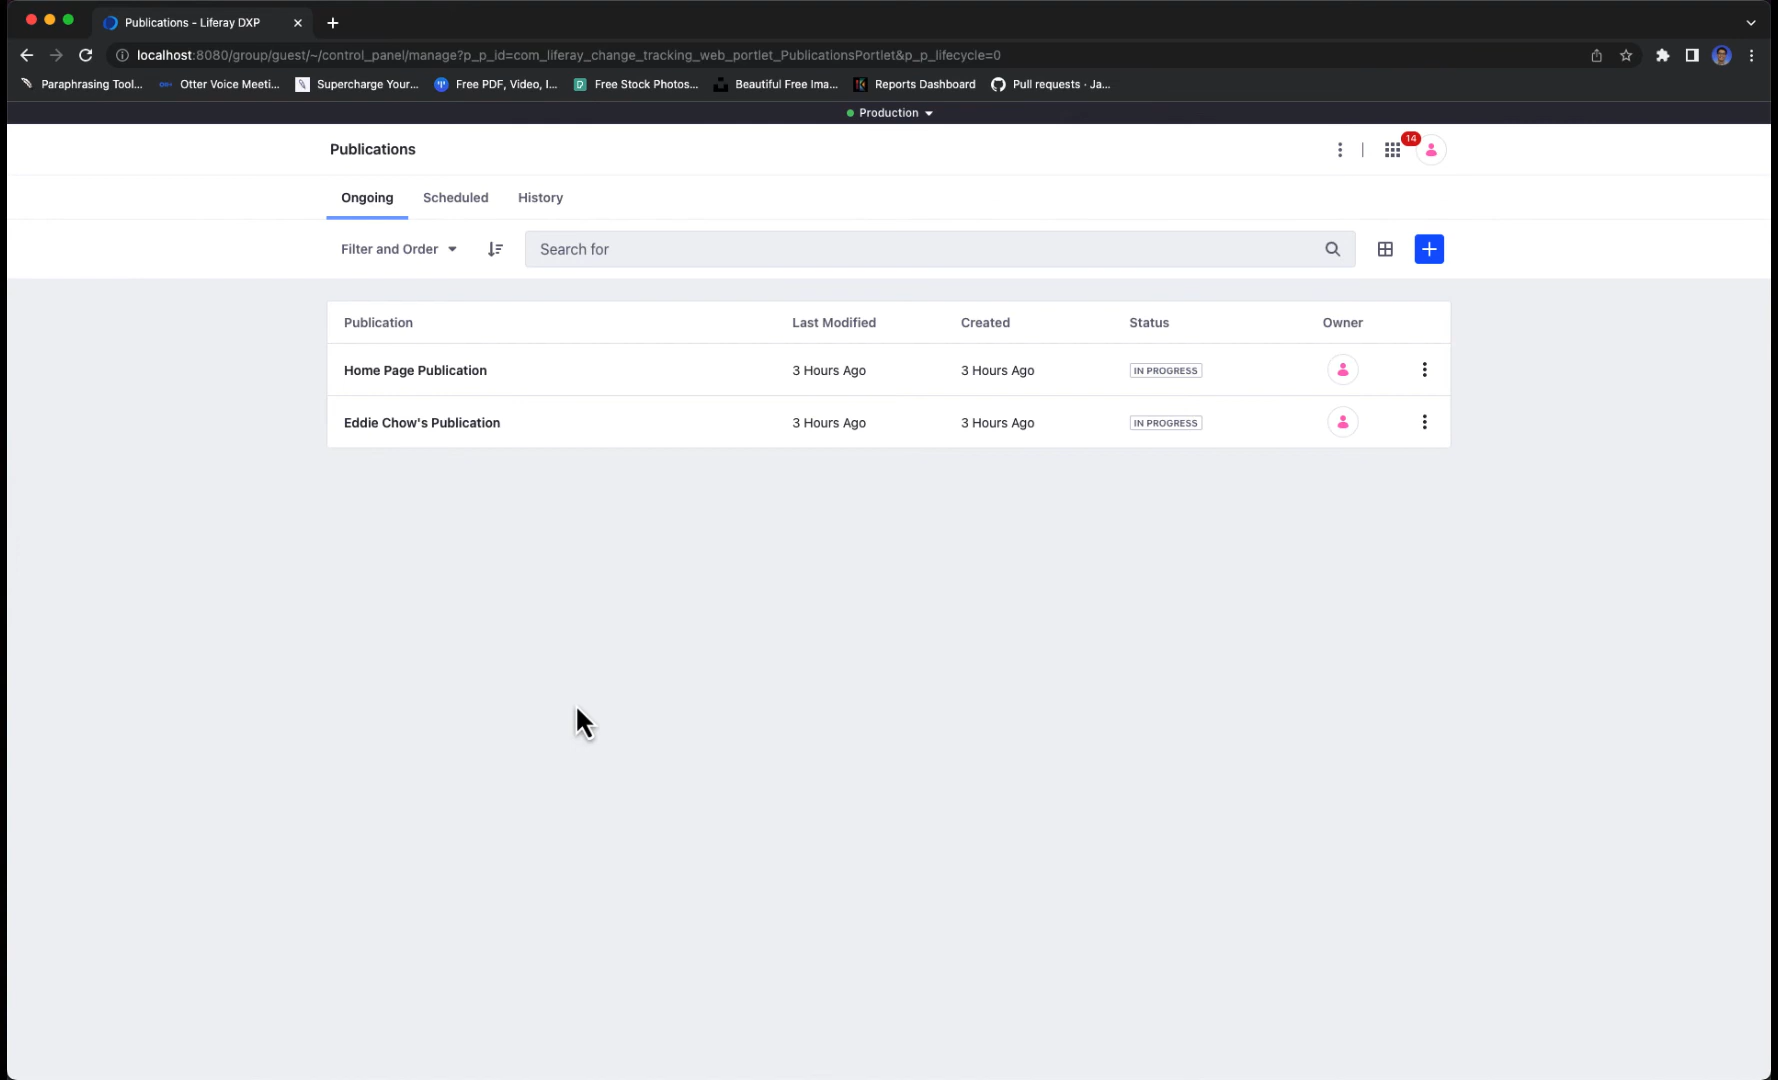 Publications - Liferay DXP
localhost:8080/group/guest/~/control_panel/manage?p_p_id=com_liferay_change_tracking_web_portlet_PublicationsPortlet&p_p_lifecycle=0
Paraphrasing Tool... Otter Voice Meeti... Supercharge Your... Free PDF, Video, I... Free Stock Photos... Beautiful Free Ima... Reports Dashboard Pull requests · Ja...
Production
Publications 14
Ongoing Scheduled History
Filter and Order Search for
Publication Last Modified Created Status Owner
Home Page Publication 3 Hours Ago 3 Hours Ago IN PROGRESS
Eddie Chow's Publication 3 Hours Ago 3 Hours Ago IN PROGRESS